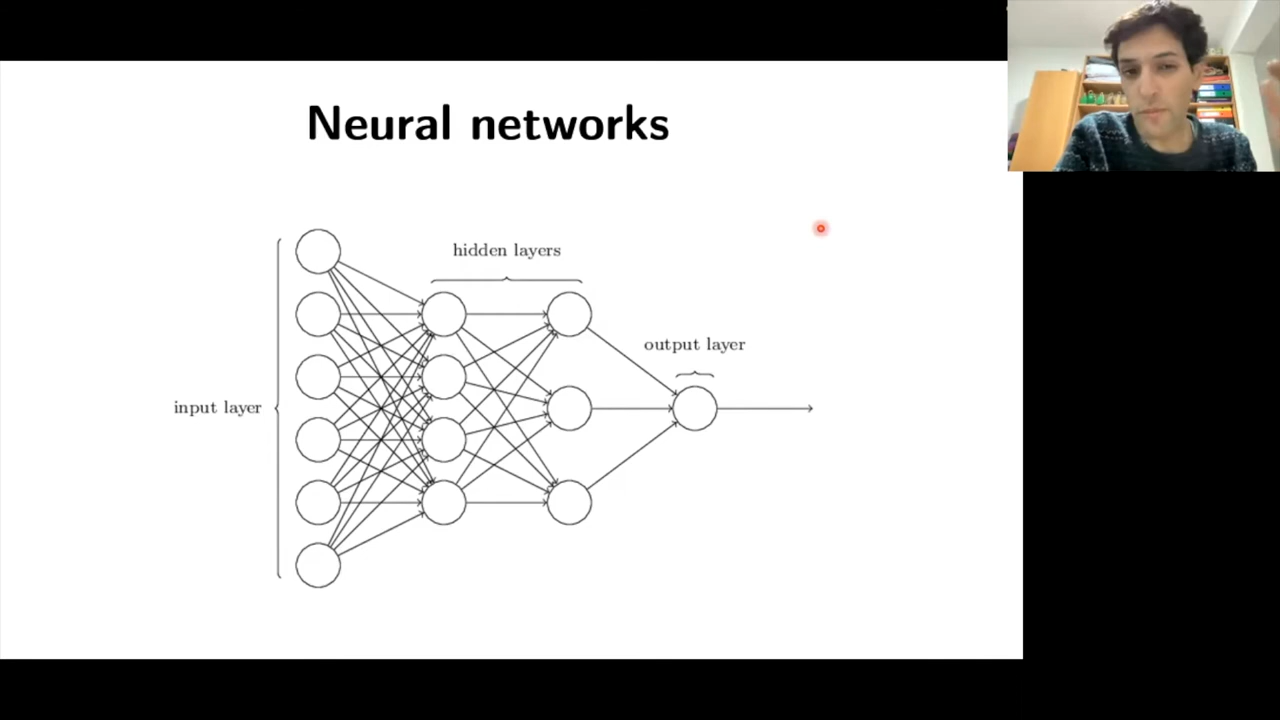 Neural networks
hidden layers
output layer
input layer